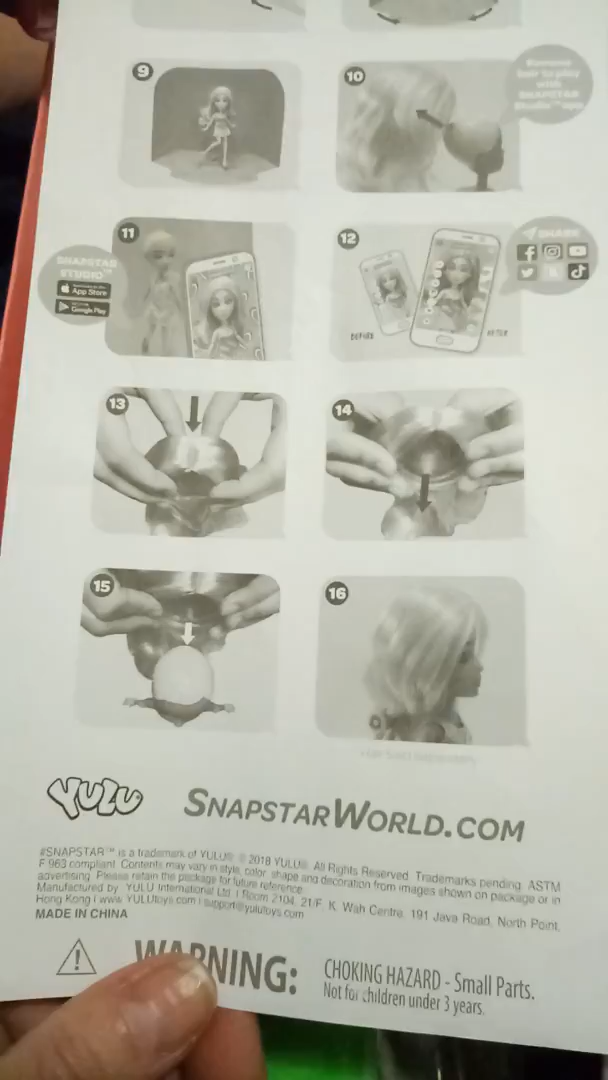 9
10
Remove
hair to play
with
SNAPSTAR
Studio™ app
11
SNAPSTAR
STUDIO™
App Store
Google Play
12
SHARE
BEFORE
AFTER
13
14
15
16
YULU
SNAPSTARWORLD.COM
#SNAPSTAR™ is a trademark of YULU® © 2018 YULU®. All Rights Reserved. Trademarks pending. ASTM
F 963 compliant. Contents may vary in style, color, shape and decoration from images shown on package or in
advertising. Please retain the package for future reference.
Manufactured by: YULU International Ltd. | Room 2104, 21/F, K. Wah Centre, 191 Java Road, North Point,
Hong Kong | www.YULUtoys.com | support@yulutoys.com
MADE IN CHINA
WARNING:
CHOKING HAZARD - Small Parts.
Not for children under 3 years.